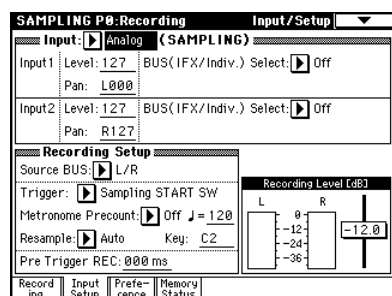 SAMPLING P0:Recording Input/Setup
Input: Analog (SAMPLING)
Input1 Level: 127 BUS(IFX/Indiv.) Select: Off
Pan: L000
Input2 Level: 127 BUS(IFX/Indiv.) Select: Off
Pan: R127
Recording Setup
Source BUS: L/R
Trigger: Sampling START SW
Metronome Precount: Off ♩=120
Resample: Auto Key: C2
Pre Trigger REC: 000 ms
Recording Level [dB]
L R
0
-12
-24
-36
-12.0
Record ing
Input Setup
Prefe- rence
Memory Status